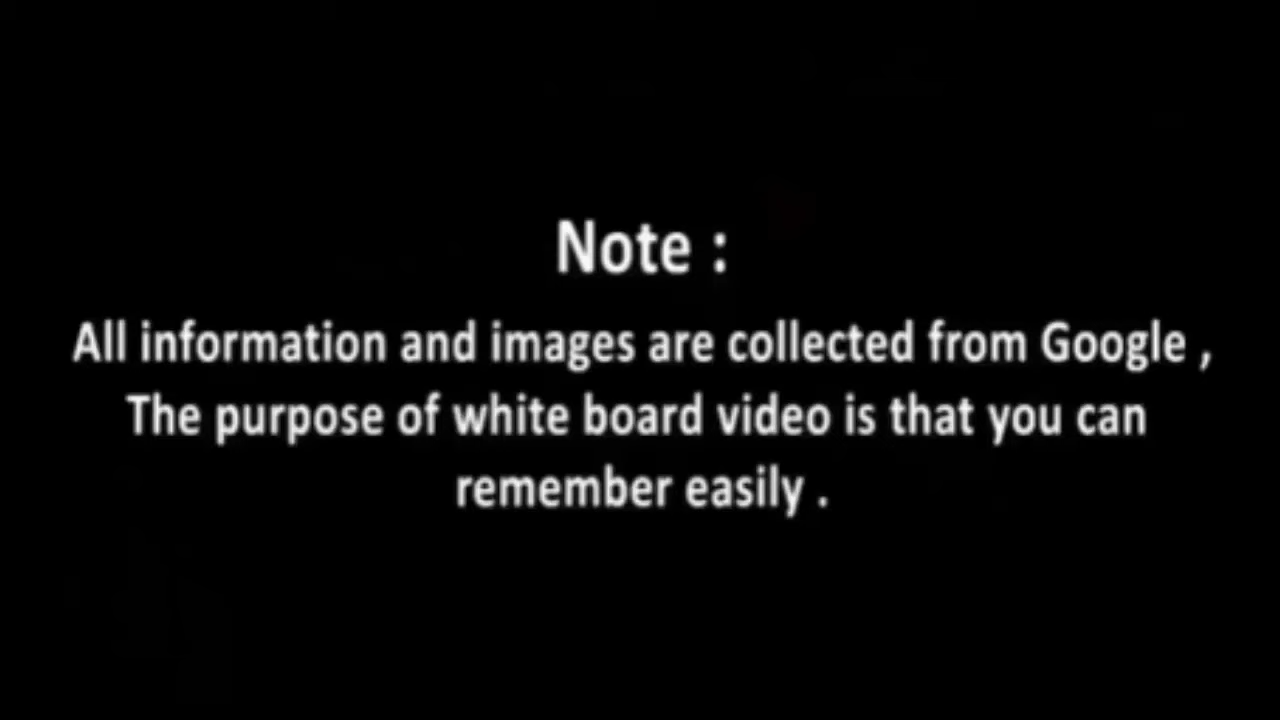 Note :
All information and images are collected from Google ,
The purpose of white board video is that you can
remember easily .